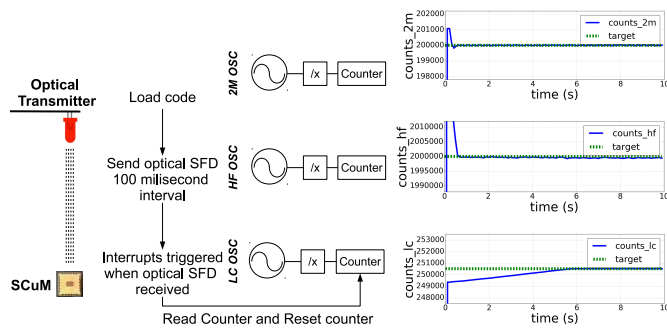 Optical
Transmitter
SCuM
Load code
Send optical SFD
100 milisecond
interval
Interrupts triggered
when optical SFD
received
Read Counter and Reset counter
2M OSC
/x
Counter
HF OSC
/x
Counter
LC OSC
/x
Counter
counts_2m
202000
201000
200000
199000
198000
counts_2m
target
0 2 4 6 8 10
time (s)
counts_hf
2010000
2005000
2000000
1995000
1990000
counts_hf
target
0 2 4 6 8 10
time (s)
counts_lc
253000
252000
251000
250000
249000
248000
counts_lc
target
0 2 4 6 8 10
time (s)